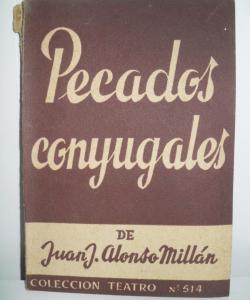 Pecados
conyugales
DE
Juan J. Alonso Millán
COLECCION TEATRO Nº 514